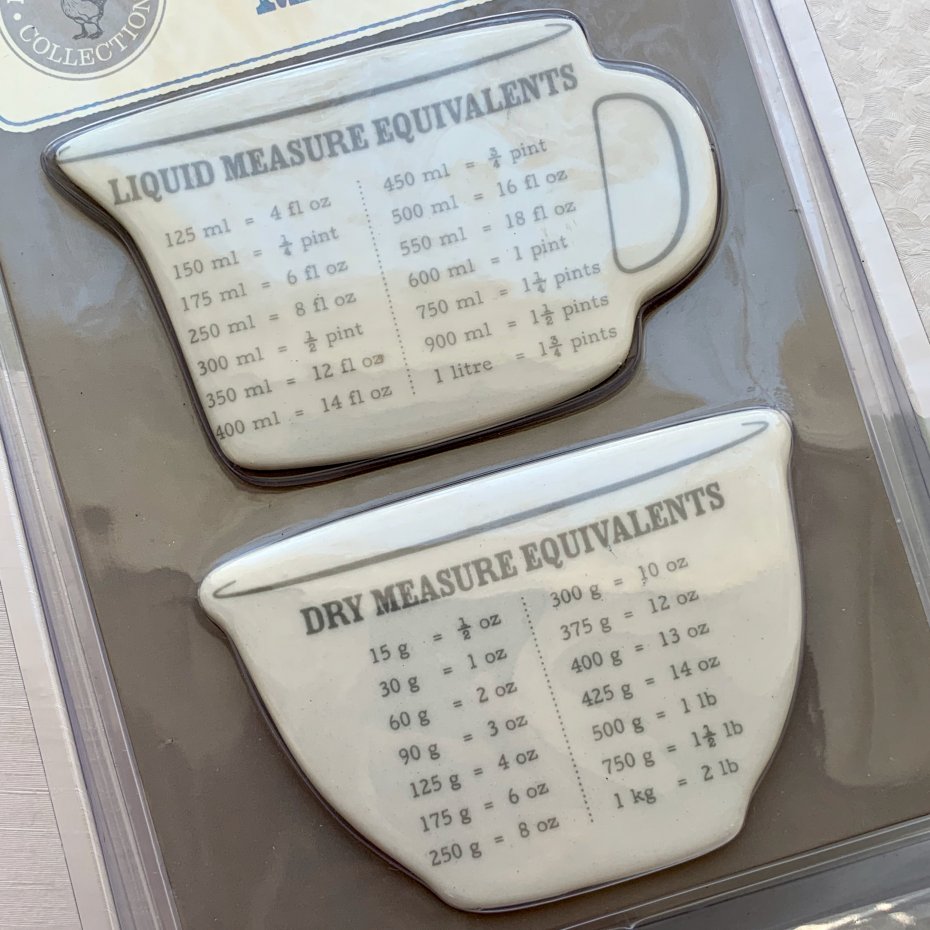 COLLECTION
LIQUID MEASURE EQUIVALENTS
125 ml = 4 fl oz
150 ml = ¼ pint
175 ml = 6 fl oz
250 ml = 8 fl oz
300 ml = ½ pint
350 ml = 12 fl oz
400 ml = 14 fl oz
450 ml = ¾ pint
500 ml = 16 fl oz
550 ml = 18 fl oz
600 ml = 1 pint
750 ml = 1¼ pints
900 ml = 1½ pints
1 litre = 1¾ pints
DRY MEASURE EQUIVALENTS
15 g = ½ oz
30 g = 1 oz
60 g = 2 oz
90 g = 3 oz
125 g = 4 oz
175 g = 6 oz
250 g = 8 oz
300 g = 10 oz
375 g = 12 oz
400 g = 13 oz
425 g = 14 oz
500 g = 1 lb
750 g = 1½ lb
1 kg = 2 lb